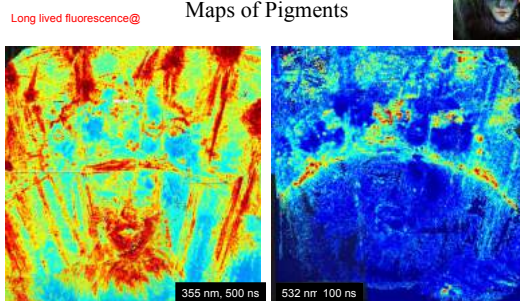 Maps of Pigments
Long lived fluorescence@
355 nm, 500 ns
532 nm 100 ns